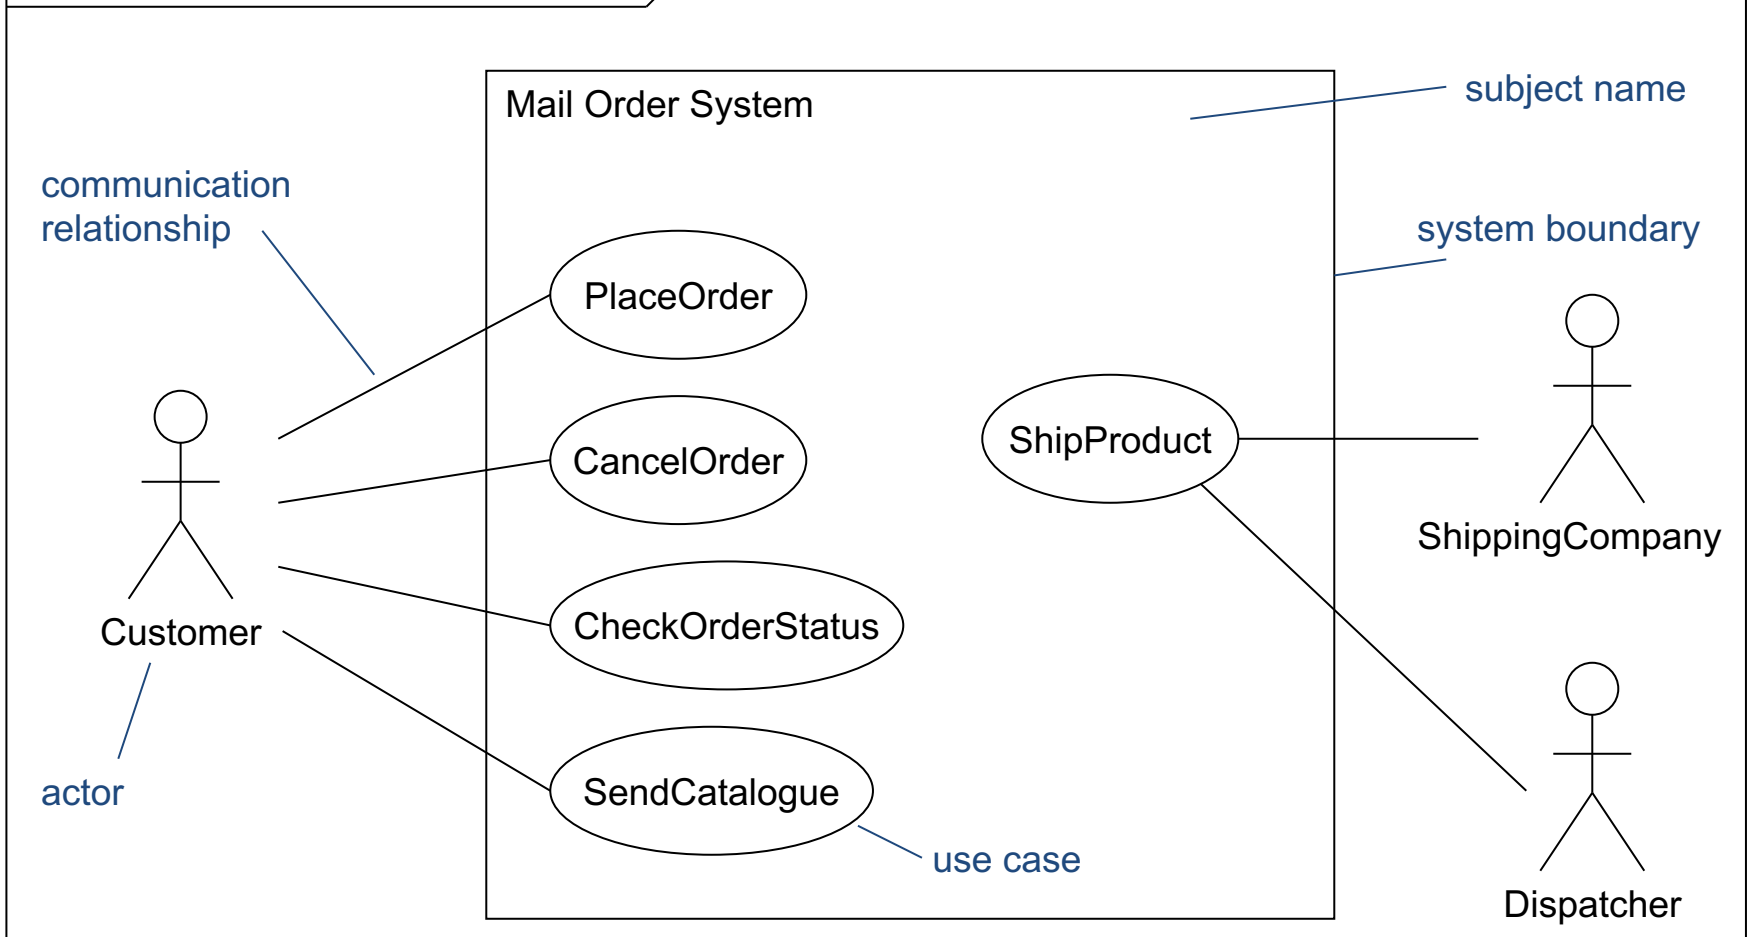 Mail Order System
subject name
communication
relationship
system boundary
PlaceOrder
ShipProduct
CancelOrder
ShippingCompany
CheckOrderStatus
Customer
SendCatalogue
actor
use case
Dispatcher